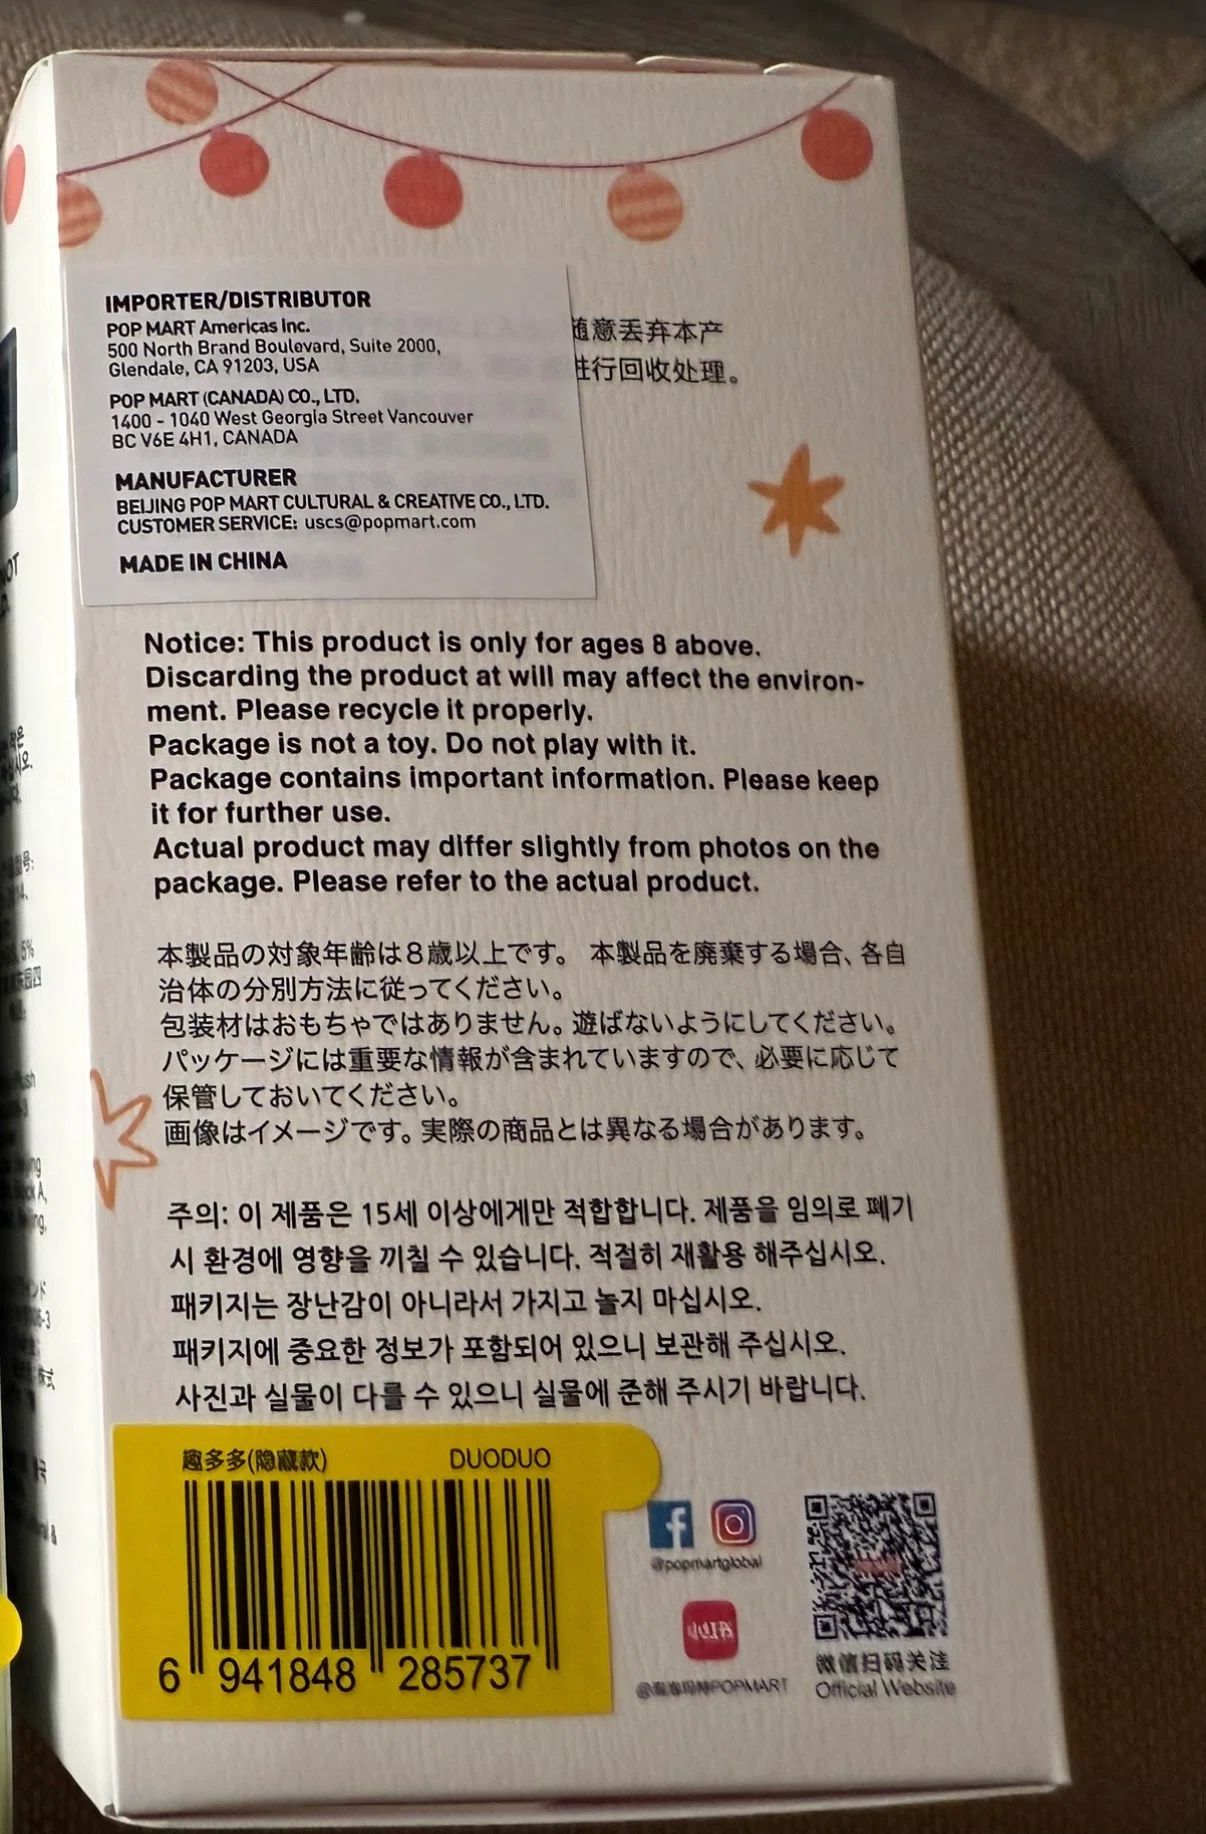 IMPORTER/DISTRIBUTOR
POP MART Americas Inc.
500 North Brand Boulevard, Suite 2000,
Glendale, CA 91203, USA
POP MART (CANADA) CO., LTD.
1400 - 1040 West Georgia Street Vancouver
BC V6E 4H1, CANADA
MANUFACTURER
BEIJING POP MART CULTURAL & CREATIVE CO., LTD.
CUSTOMER SERVICE: uscs@popmart.com
MADE IN CHINA
随意丢弃本产
进行回收处理。
Notice: This product is only for ages 8 above.
Discarding the product at will may affect the environ-
ment. Please recycle it properly.
Package is not a toy. Do not play with it.
Package contains important information. Please keep
it for further use.
Actual product may differ slightly from photos on the
package. Please refer to the actual product.
本製品の対象年齢は8歳以上です。 本製品を廃棄する場合、各自
治体の分別方法に従ってください。
包装材はおもちゃではありません。遊ばないようにしてください。
パッケージには重要な情報が含まれていますので、必要に応じて
保管しておいてください。
画像はイメージです。実際の商品とは異なる場合があります。
주의: 이 제품은 15세 이상에게만 적합합니다. 제품을 임의로 폐기
시 환경에 영향을 끼칠 수 있습니다. 적절히 재활용 해주십시오.
패키지는 장난감이 아니라서 가지고 놀지 마십시오.
패키지에 중요한 정보가 포함되어 있으니 보관해 주십시오.
사진과 실물이 다를 수 있으니 실물에 준해 주시기 바랍니다.
趣多多(隐藏款) DUODUO
6 941848 285737
@popmartglobal
微信扫码关注
Official Website